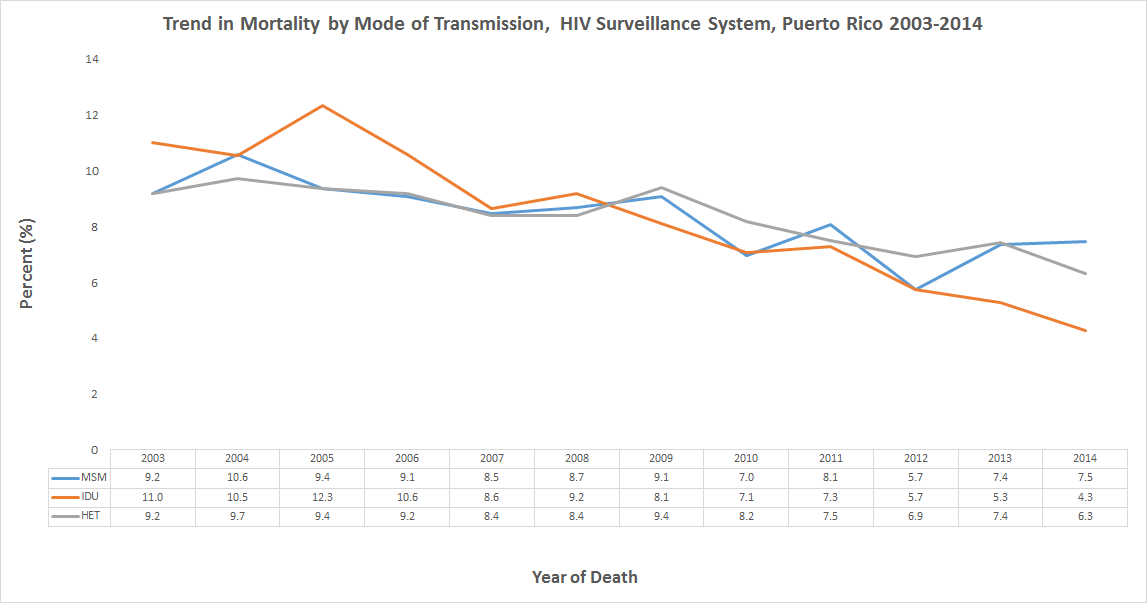 Trend in Mortality by Mode of Transmission, HIV Surveillance System, Puerto Rico 2003-2014
14
12
10
8
6
4
2
0
Percent (%)
2003 2004 2005 2006 2007 2008 2009 2010 2011 2012 2013 2014
MSM 9.2 10.6 9.4 9.1 8.5 8.7 9.1 7.0 8.1 5.7 7.4 7.5
IDU 11.0 10.5 12.3 10.6 8.6 9.2 8.1 7.1 7.3 5.7 5.3 4.3
HET 9.2 9.7 9.4 9.2 8.4 8.4 9.4 8.2 7.5 6.9 7.4 6.3
Year of Death